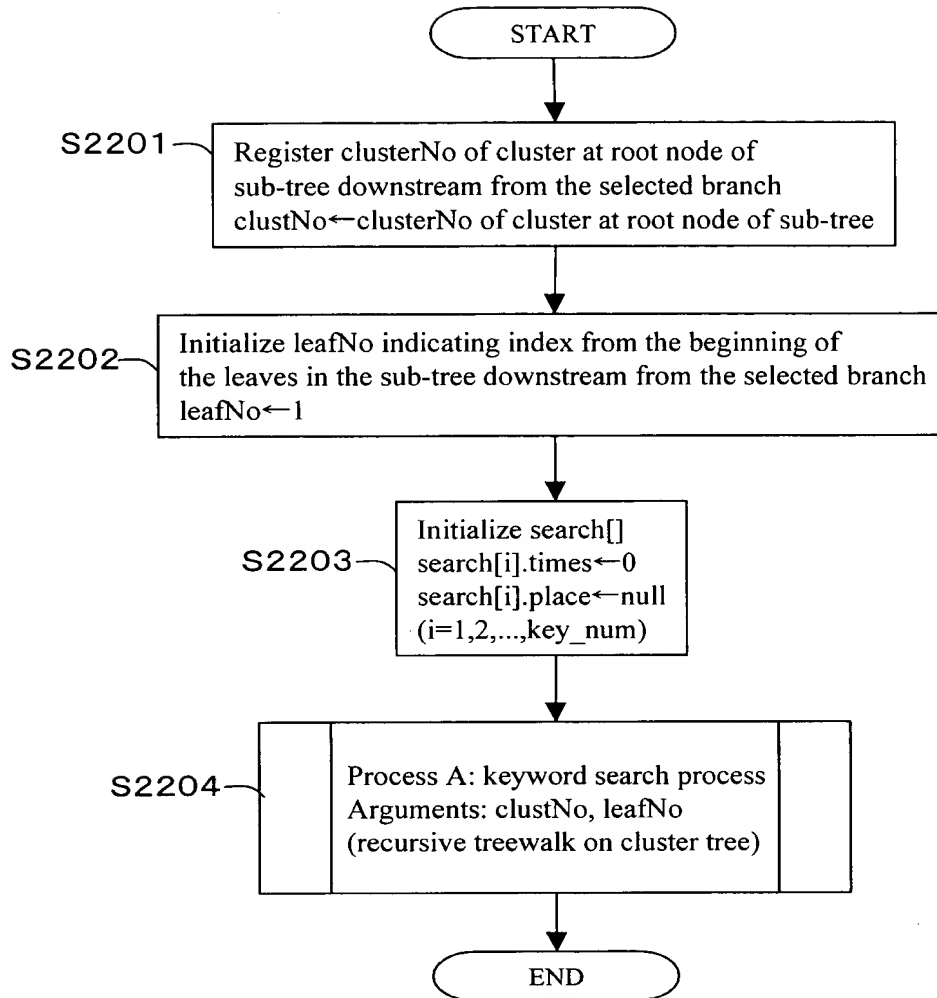 START
S2201
Register clusterNo of cluster at root node of
sub-tree downstream from the selected branch
clustNo←clusterNo of cluster at root node of sub-tree
S2202
Initialize leafNo indicating index from the beginning of
the leaves in the sub-tree downstream from the selected branch
leafNo←1
S2203
Initialize search[]
search[i].times←0
search[i].place←null
(i=1,2,...,key_num)
S2204
Process A: keyword search process
Arguments: clustNo, leafNo
(recursive treewalk on cluster tree)
END